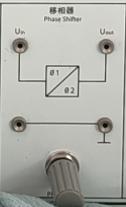 移相器
Phase Shifter
Uin Uout
ø1
ø2